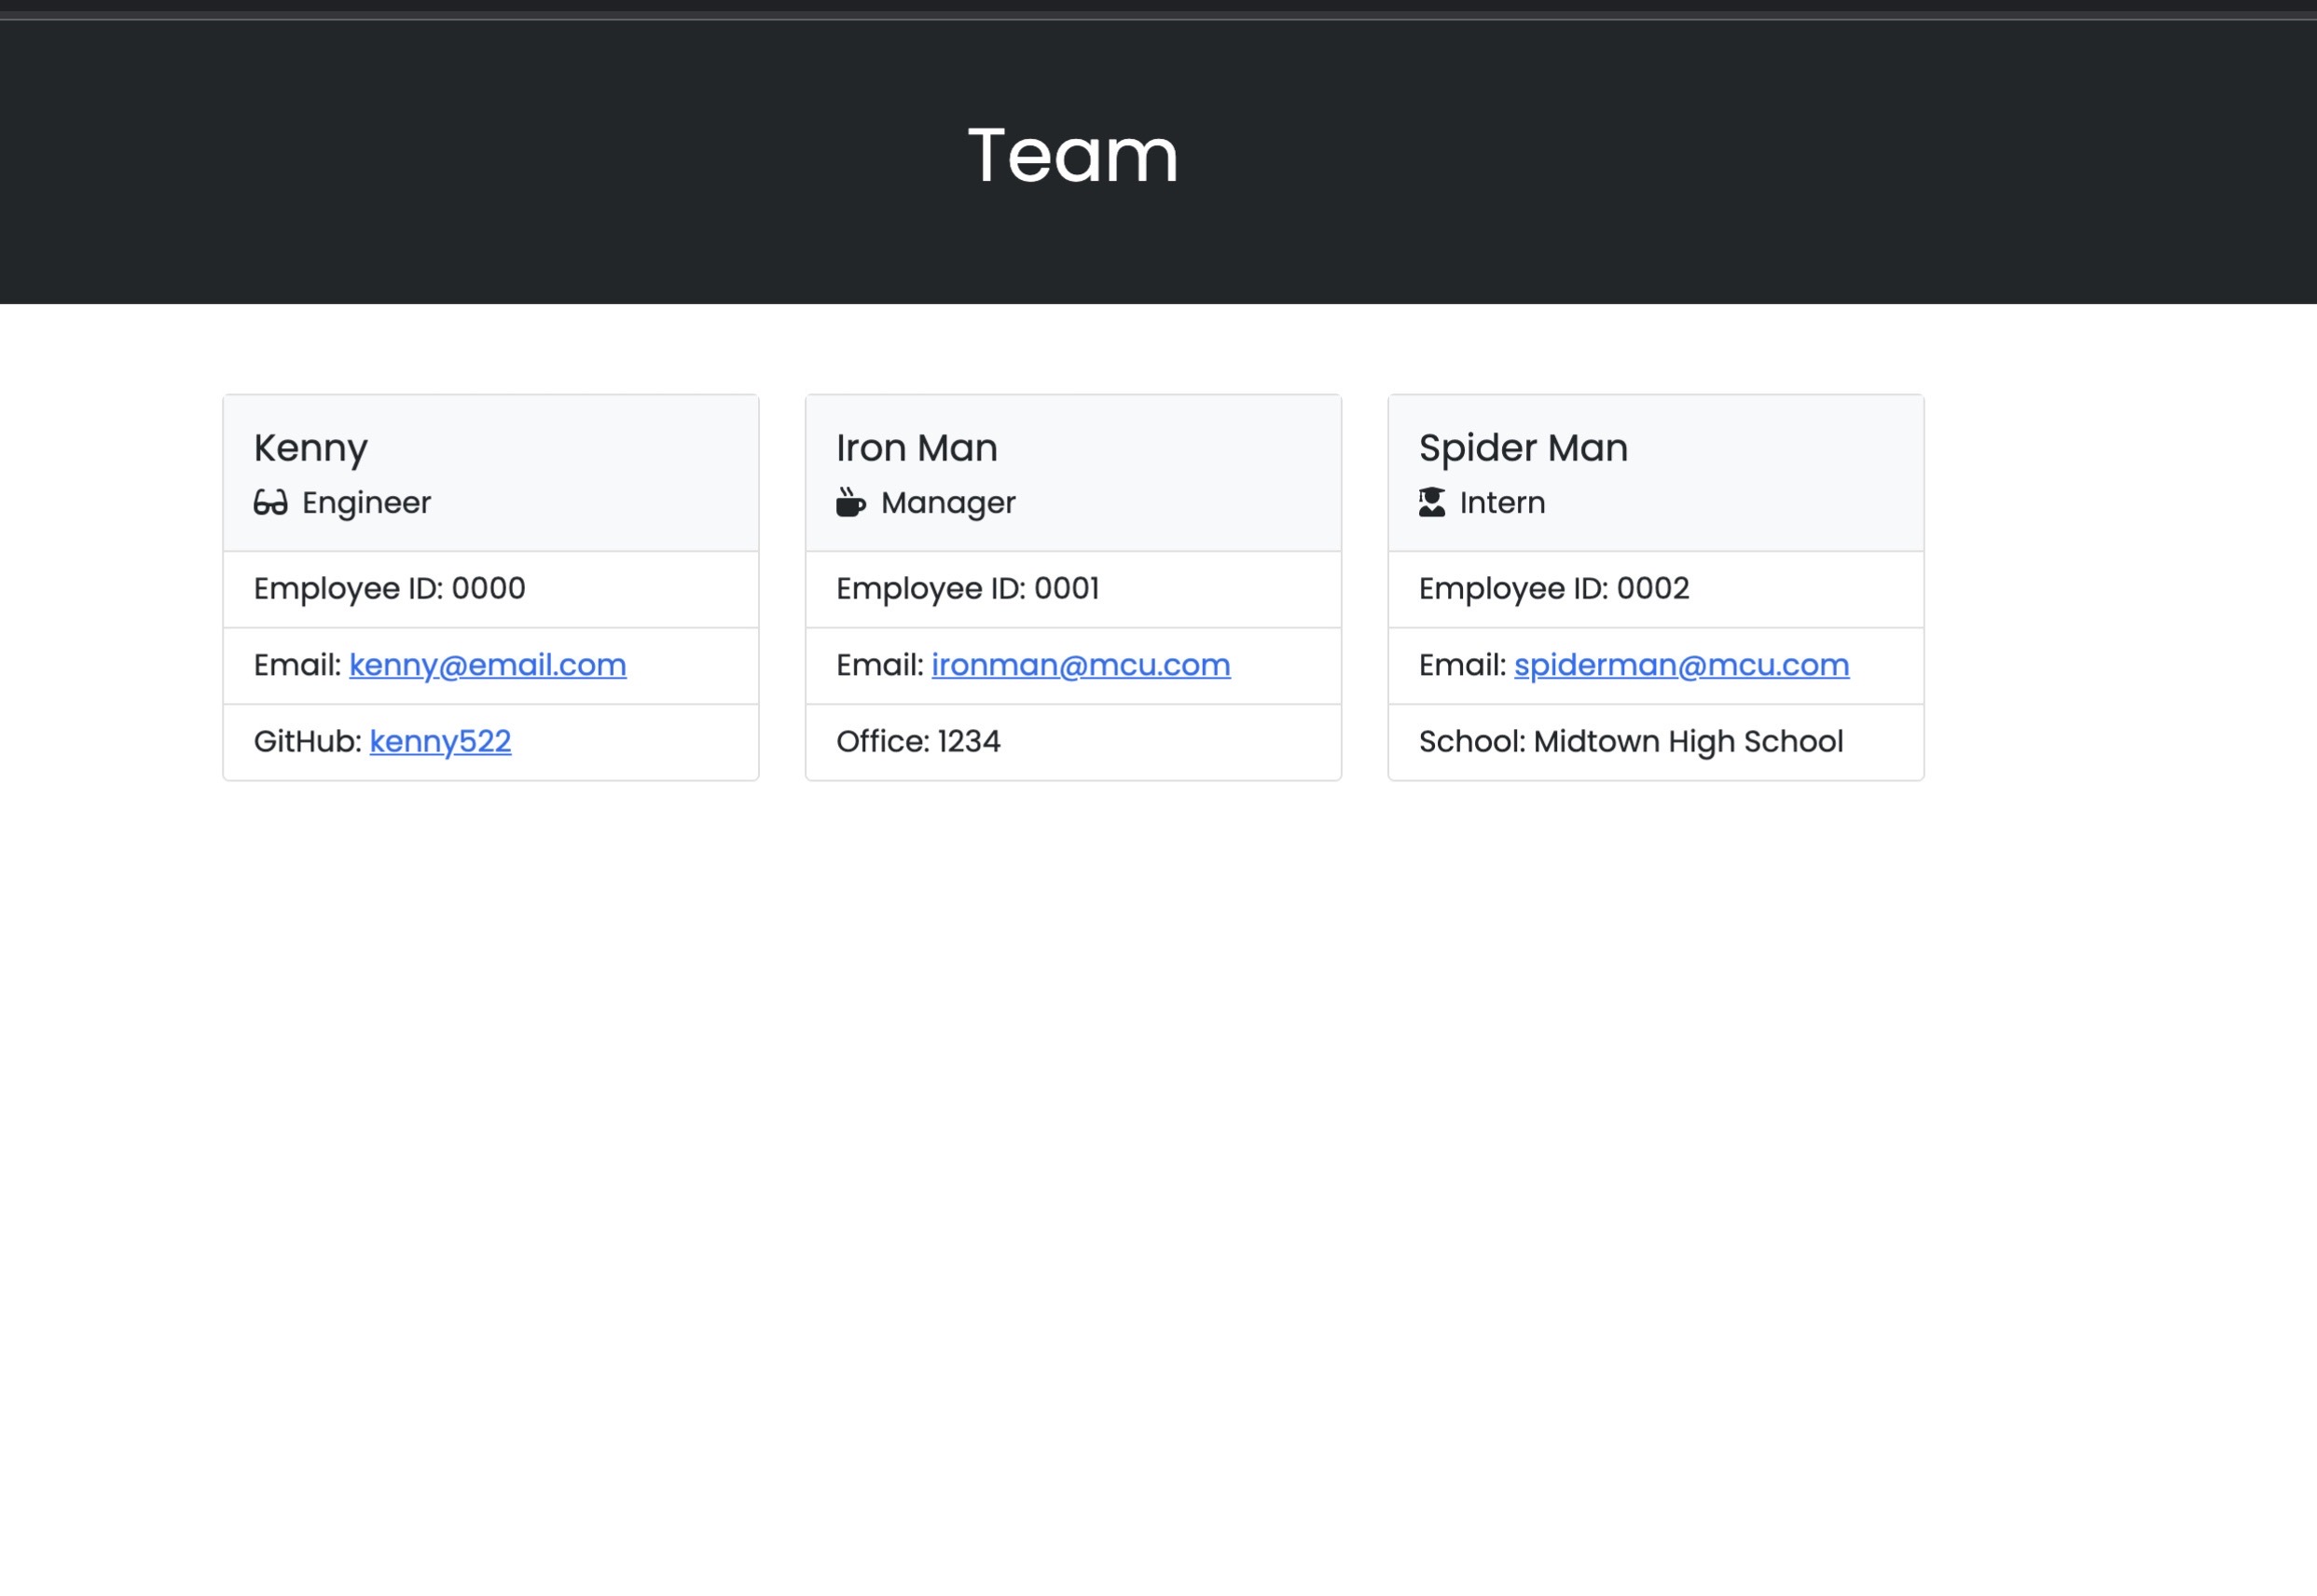 Team
Kenny
Engineer
Employee ID: 0000
Email: kenny@email.com
GitHub: kenny522
Iron Man
Manager
Employee ID: 0001
Email: ironman@mcu.com
Office: 1234
Spider Man
Intern
Employee ID: 0002
Email: spiderman@mcu.com
School: Midtown High School